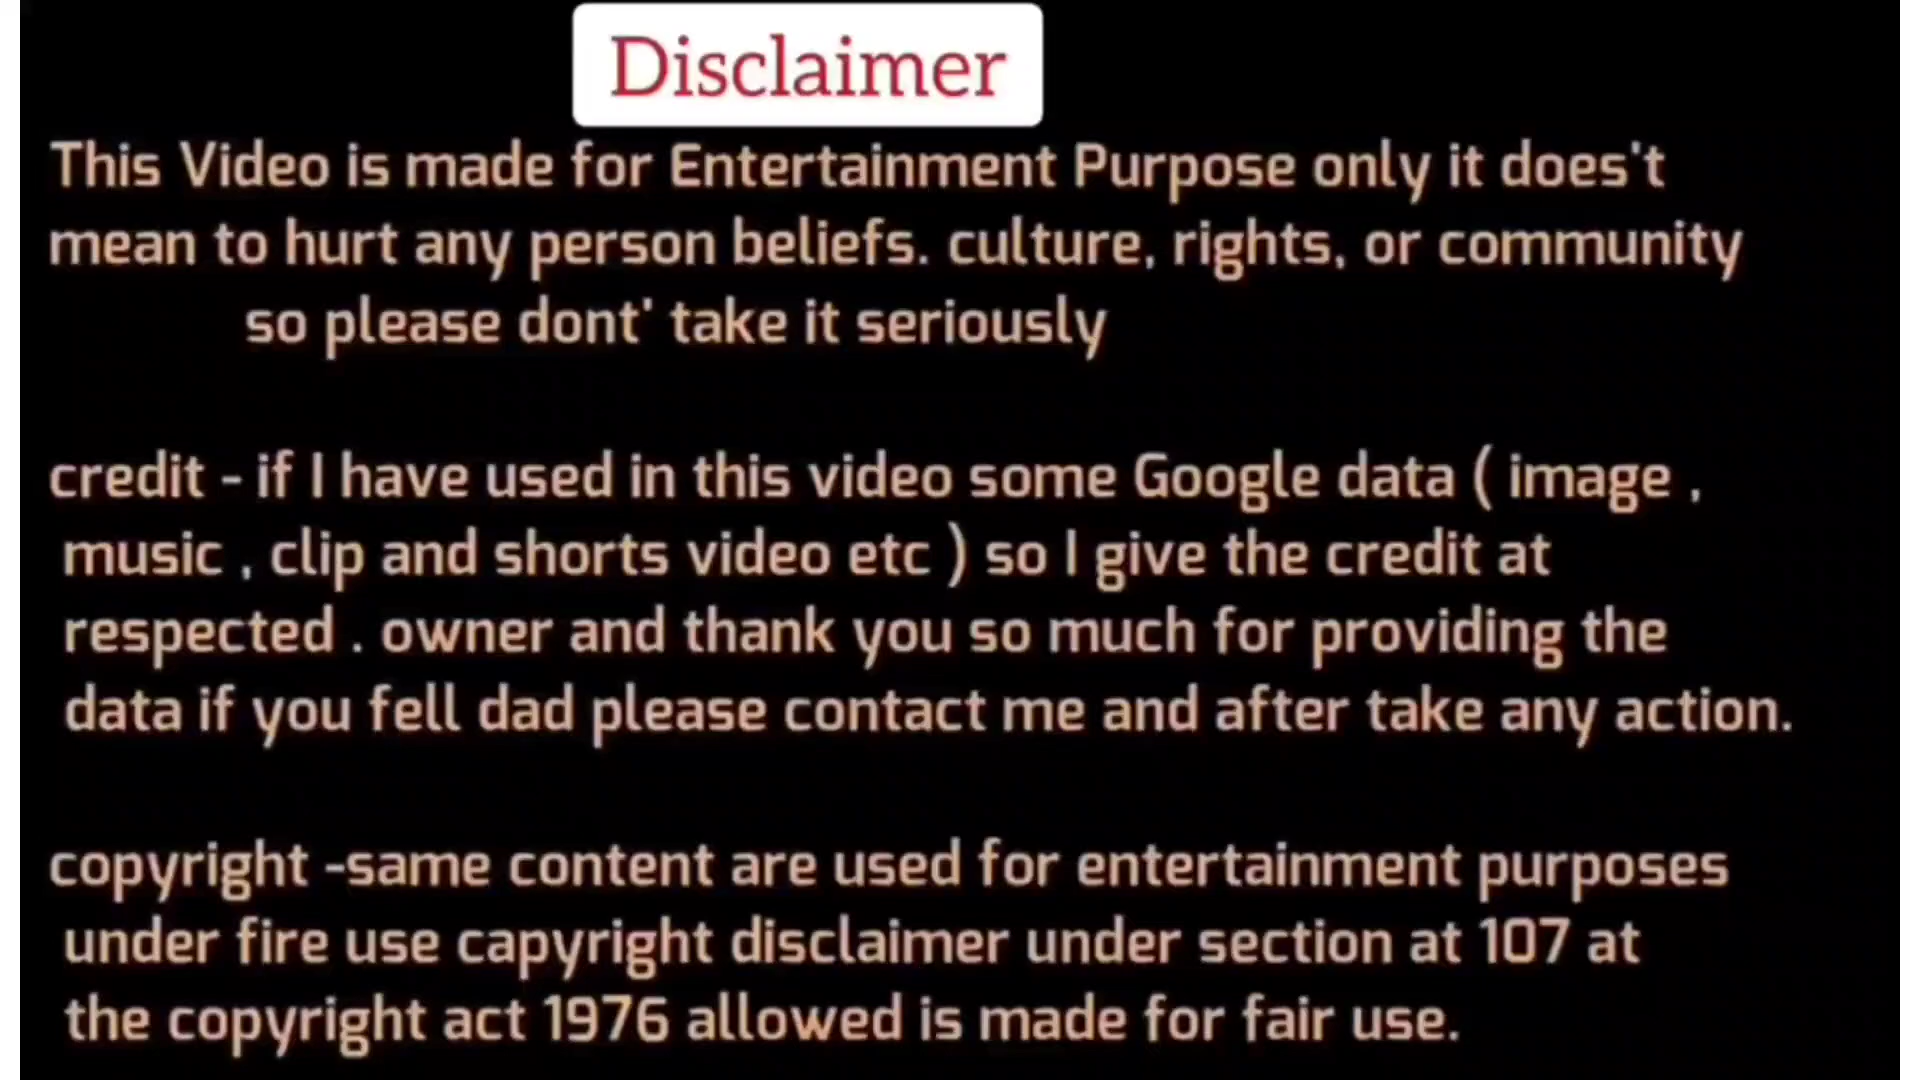 Disclaimer
This Video is made for Entertainment Purpose only it does't
mean to hurt any person beliefs. culture, rights, or community
so please dont' take it seriously
credit - if I have used in this video some Google data ( image ,
music , clip and shorts video etc ) so I give the credit at
respected . owner and thank you so much for providing the
data if you fell dad please contact me and after take any action.
copyright -same content are used for entertainment purposes
under fire use capyright disclaimer under section at 107 at
the copyright act 1976 allowed is made for fair use.